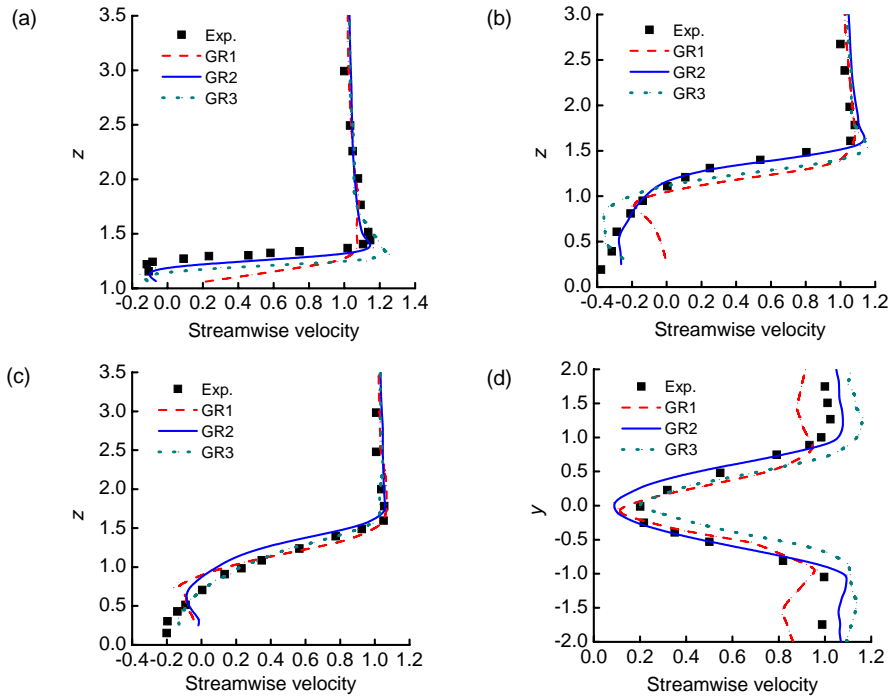 (a)
3.5
3.0
2.5
2.0
1.5
1.0
z
Exp.
GR1
GR2
GR3
-0.2 0.0 0.2 0.4 0.6 0.8 1.0 1.2 1.4
Streamwise velocity
(b)
3.0
2.5
2.0
1.5
1.0
0.5
0.0
z
Exp.
GR1
GR2
GR3
-0.4 -0.2 0.0 0.2 0.4 0.6 0.8 1.0 1.2
Streamwise velocity
(c)
3.5
3.0
2.5
2.0
1.5
1.0
0.5
0.0
z
Exp.
GR1
GR2
GR3
-0.4 -0.2 0.0 0.2 0.4 0.6 0.8 1.0 1.2
Streamwise velocity
(d)
2.0
1.5
1.0
0.5
0.0
-0.5
-1.0
-1.5
-2.0
y
Exp.
GR1
GR2
GR3
0.0 0.2 0.4 0.6 0.8 1.0 1.2
Streamwise velocity